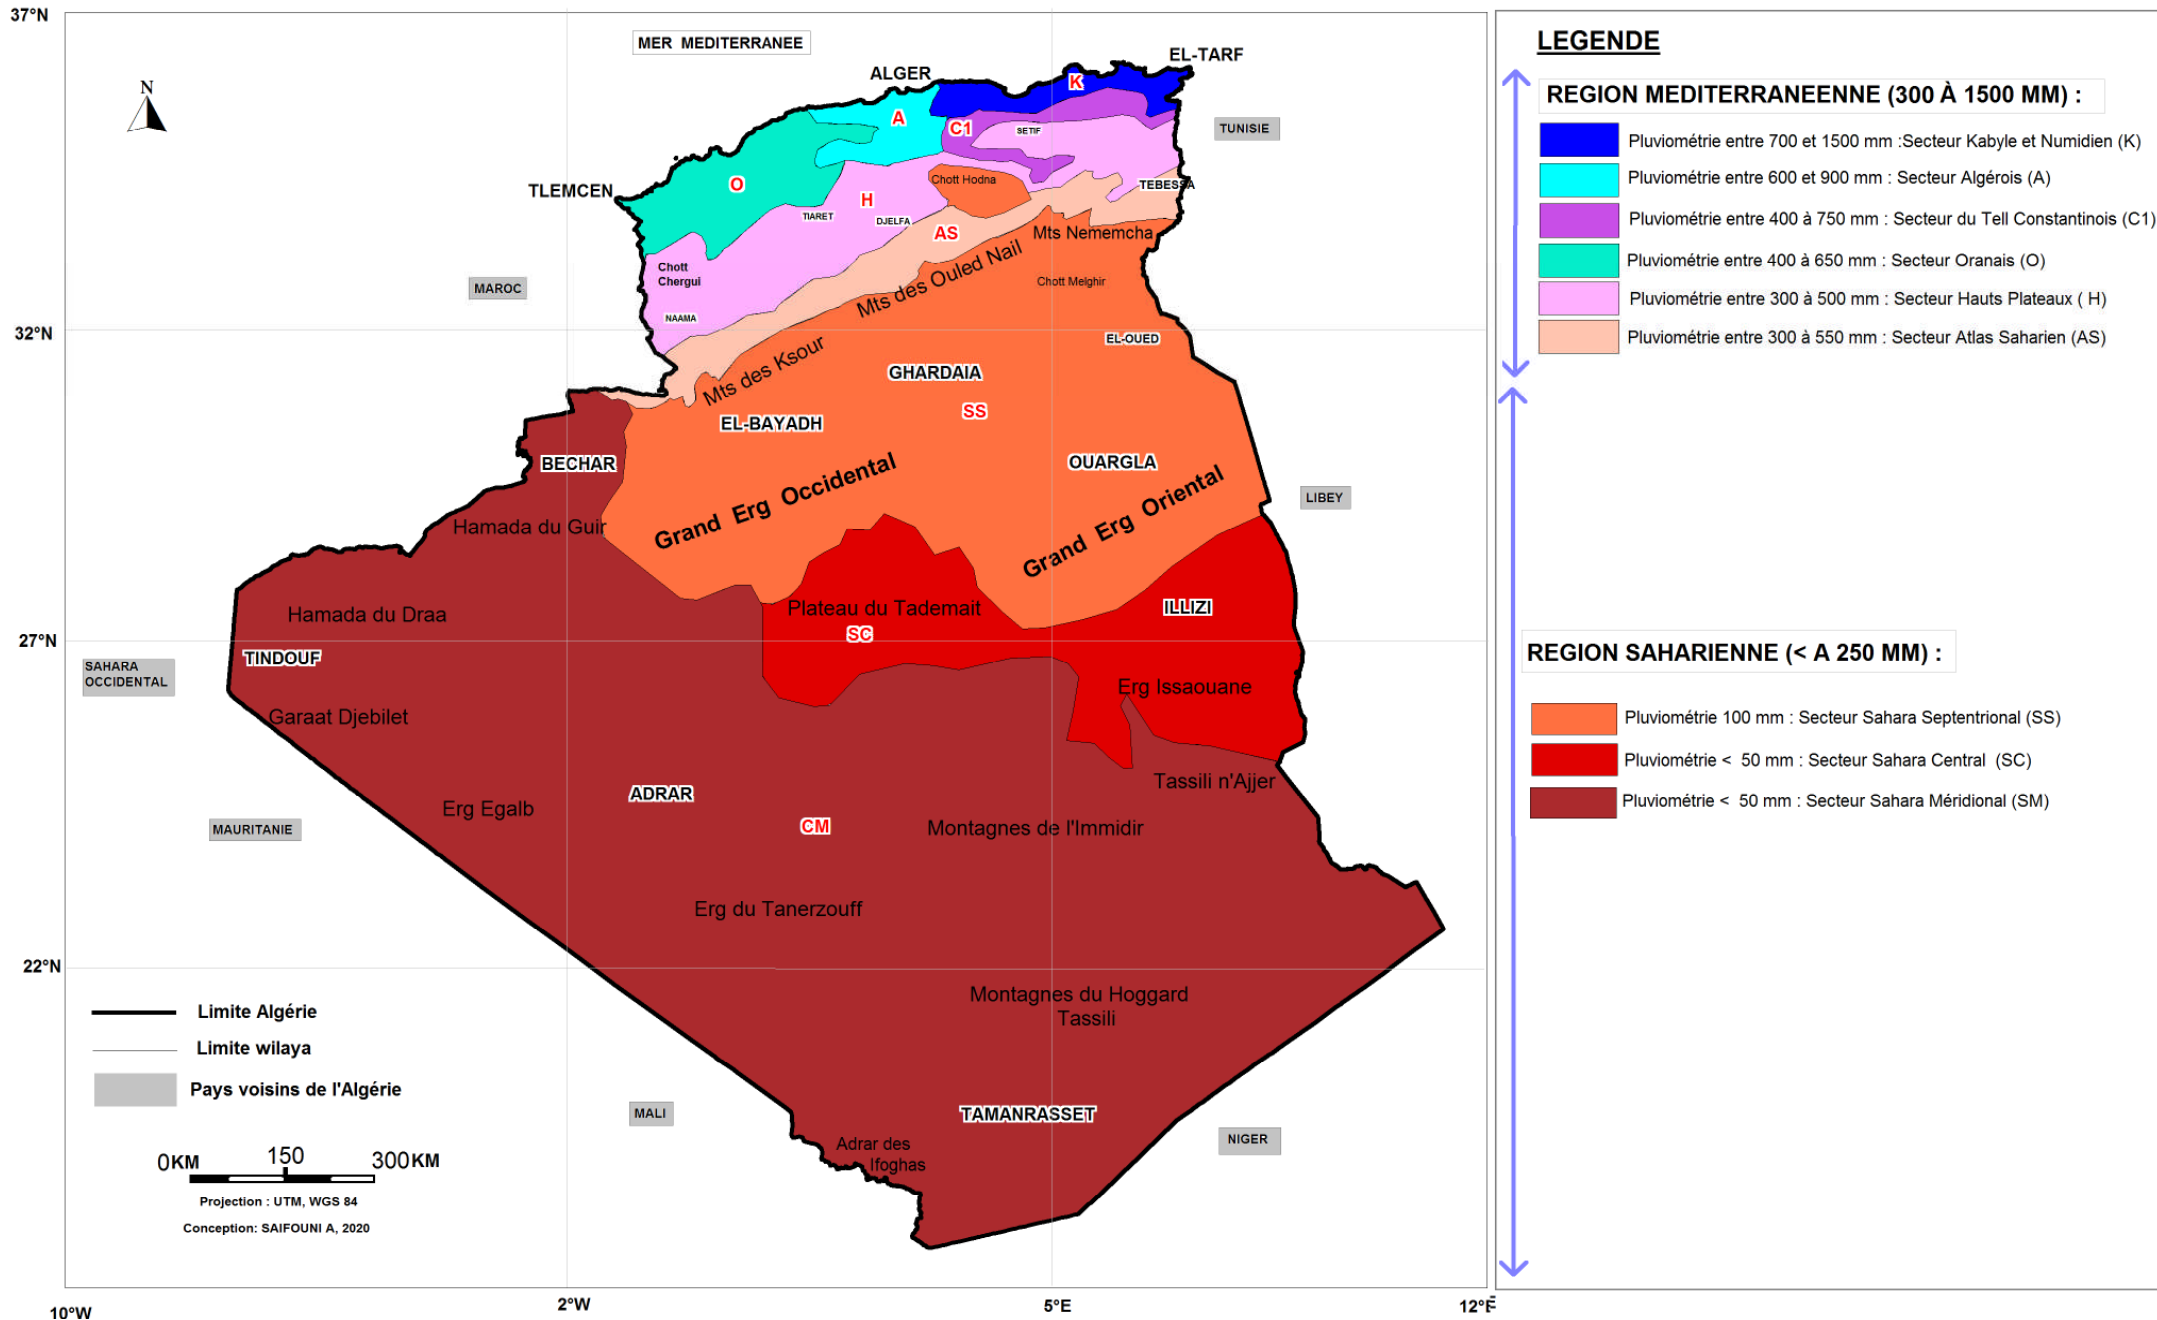 37°N
MER MEDITERRANEE
EL-TARF
ALGER
N
K
A
C1
SETIF
TUNISIE
O
TLEMCEN
Chott Hodna
TEBESSA
H
TIARET
DJELFA
AS
Mts Nememcha
Chott
Chergui
MAROC
Mts des Ouled Nail
Chott Melghir
NAAMA
32°N
EL-OUED
Mts des Ksour
GHARDAIA
SS
EL-BAYADH
BECHAR
OUARGLA
Grand Erg Occidental
Grand Erg Oriental
LIBEY
Hamada du Guir
Hamada du Draa
Plateau du Tademait
ILLIZI
SC
27°N
TINDOUF
SAHARA
OCCIDENTAL
Erg Issaouane
Garaat Djebilet
Tassili n'Ajjer
ADRAR
Erg Egalb
CM
MAURITANIE
Montagnes de l'Immidir
Erg du Tanerzouff
22°N
Montagnes du Hoggard
Tassili
TAMANRASSET
MALI
NIGER
Adrar des
Ifoghas
Limite Algérie
Limite wilaya
Pays voisins de l'Algérie
0KM 150 300KM
Projection : UTM, WGS 84
Conception: SAIFOUNI A, 2020
10°W 2°W 5°E 12°E
LEGENDE
REGION MEDITERRANEENNE (300 À 1500 MM) :
Pluviométrie entre 700 et 1500 mm :Secteur Kabyle et Numidien (K)
Pluviométrie entre 600 et 900 mm : Secteur Algérois (A)
Pluviométrie entre 400 à 750 mm : Secteur du Tell Constantinois (C1)
Pluviométrie entre 400 à 650 mm : Secteur Oranais (O)
Pluviométrie entre 300 à 500 mm : Secteur Hauts Plateaux ( H)
Pluviométrie entre 300 à 550 mm : Secteur Atlas Saharien (AS)
REGION SAHARIENNE (< A 250 MM) :
Pluviométrie 100 mm : Secteur Sahara Septentrional (SS)
Pluviométrie < 50 mm : Secteur Sahara Central (SC)
Pluviométrie < 50 mm : Secteur Sahara Méridional (SM)